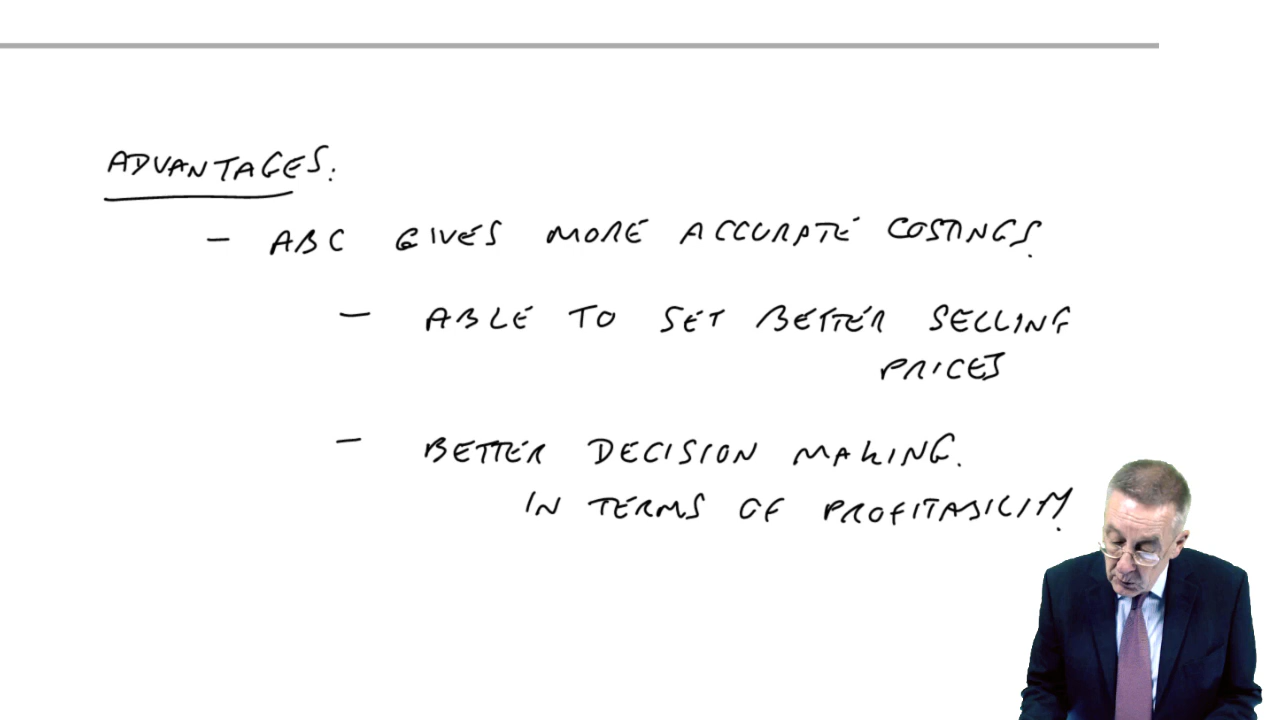 ADVANTAGES:
- ABC GIVES MORE ACCURATE COSTINGS.
- ABLE TO SET BETTER SELLING
PRICES
- BETTER DECISION MAKING.
IN TERMS OF PROFITABILITY.